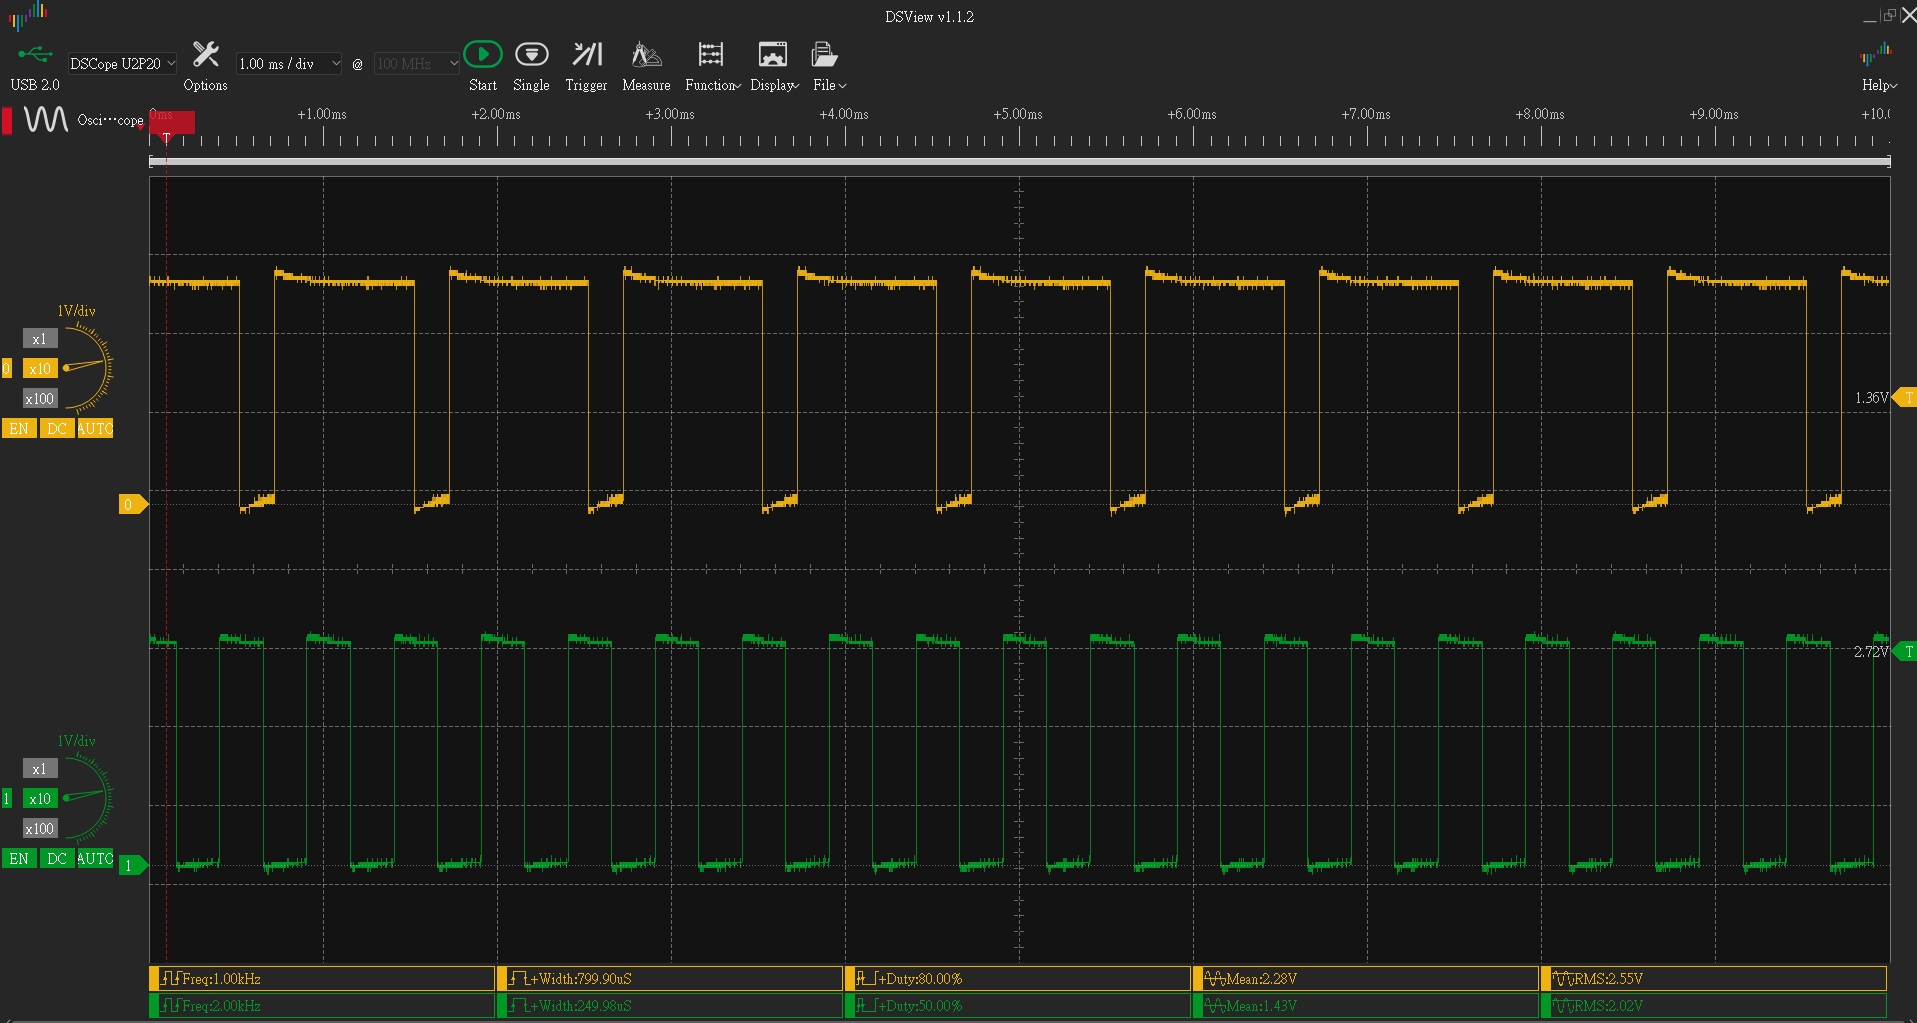 DSView v1.1.2
USB 2.0
DSCope U2P20
Options
1.00 ms / div
@
100 MHz
Start
Single
Trigger
Measure
Function
Display
File
Help
Osci···cope
0ms
+1.00ms
+2.00ms
+3.00ms
+4.00ms
+5.00ms
+6.00ms
+7.00ms
+8.00ms
+9.00ms
+10.0
T
1V/div
x1
0
x10
x100
EN
DC
AUTO
0
1.36V
T
2.72V
T
1V/div
x1
1
x10
x100
EN
DC
AUTO
1
Freq:1.00kHz
+Width:799.90uS
+Duty:80.00%
Mean:2.28V
RMS:2.55V
Freq:2.00kHz
+Width:249.98uS
+Duty:50.00%
Mean:1.43V
RMS:2.02V